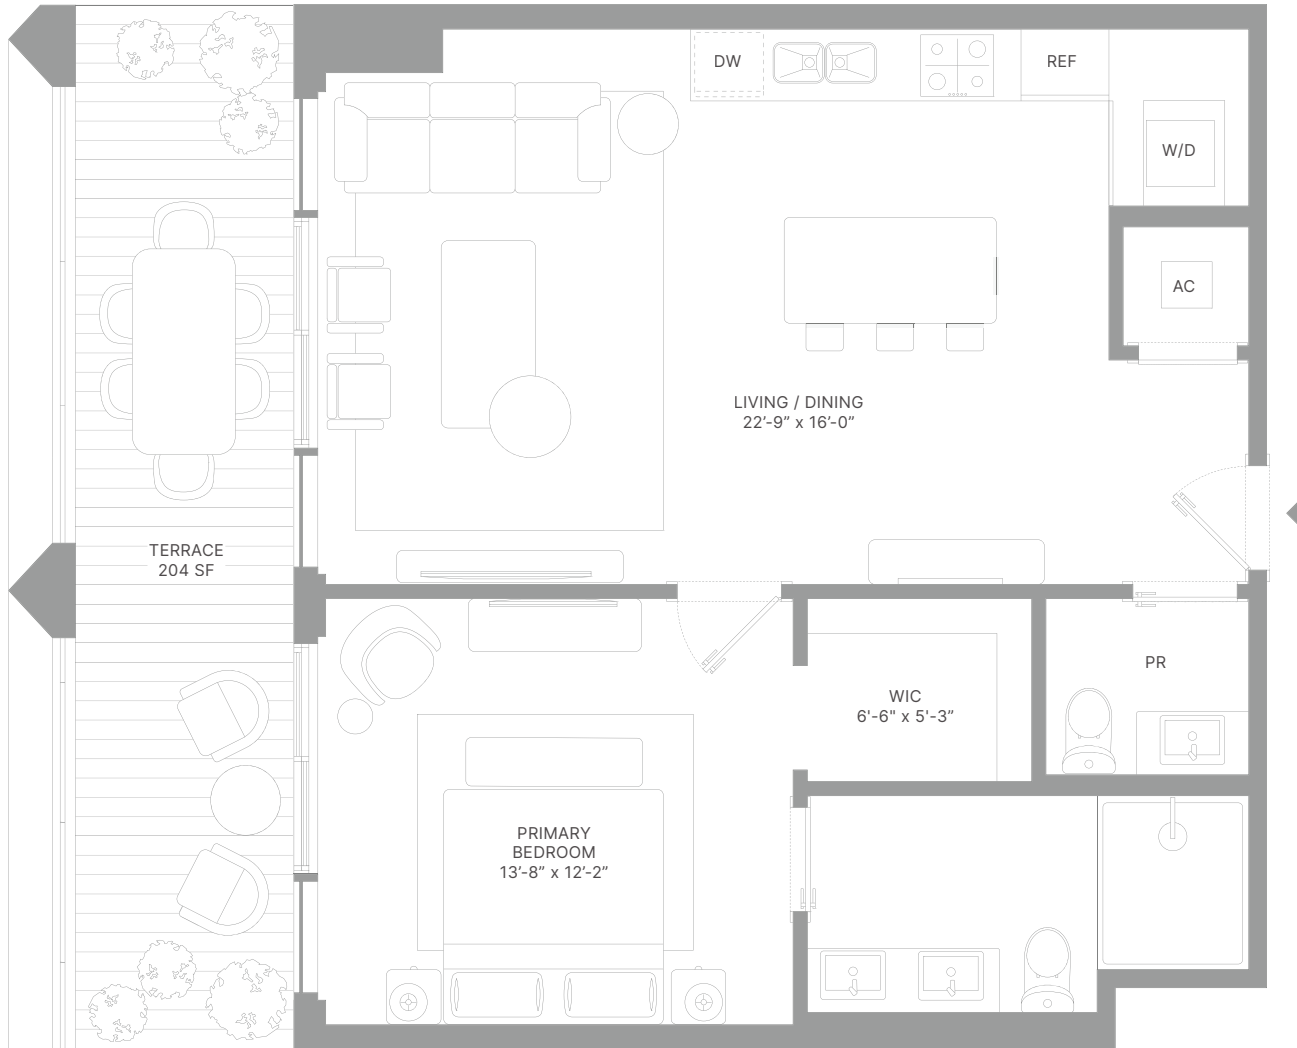 DW
REF
W/D
AC
LIVING / DINING
22’-9” x 16’-0”
TERRACE
204 SF
PR
WIC
6'-6" x 5'-3”
PRIMARY
BEDROOM
13’-8” x 12’-2”